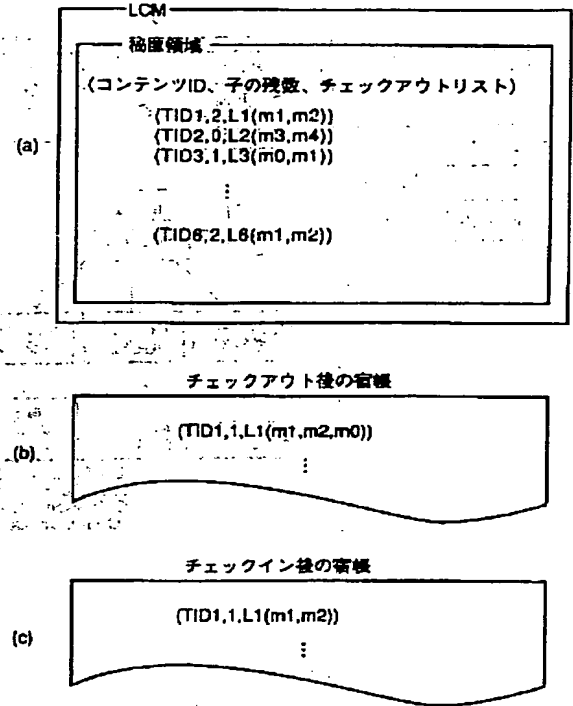 LCM
秘匿領域
(コンテンツID、子の残数、チェックアウトリスト)
(a)
(TID1,2,L1(m1,m2))
(TID2,0,L2(m3,m4))
(TID3,1,L3(m0,m1))
⋮
(TID6,2,L6(m1,m2))
チェックアウト後の宿帳
(b)
(TID1,1,L1(m1,m2,m0))
⋮
チェックイン後の宿帳
(c)
(TID1,1,L1(m1,m2))
⋮